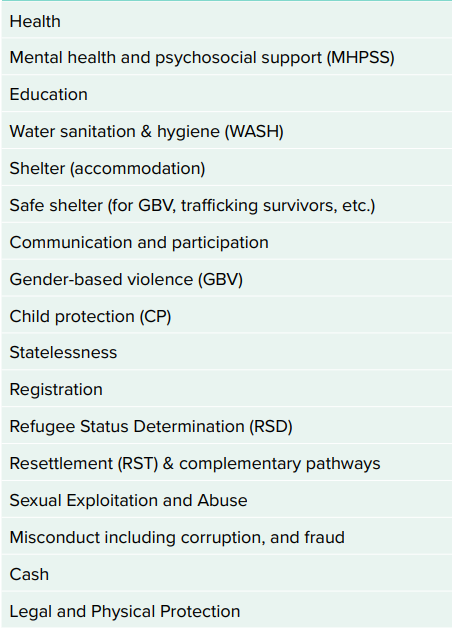 Health
Mental health and psychosocial support (MHPSS)
Education
Water sanitation & hygiene (WASH)
Shelter (accommodation)
Safe shelter (for GBV, trafficking survivors, etc.)
Communication and participation
Gender-based violence (GBV)
Child protection (CP)
Statelessness
Registration
Refugee Status Determination (RSD)
Resettlement (RST) & complementary pathways
Sexual Exploitation and Abuse
Misconduct including corruption, and fraud
Cash
Legal and Physical Protection